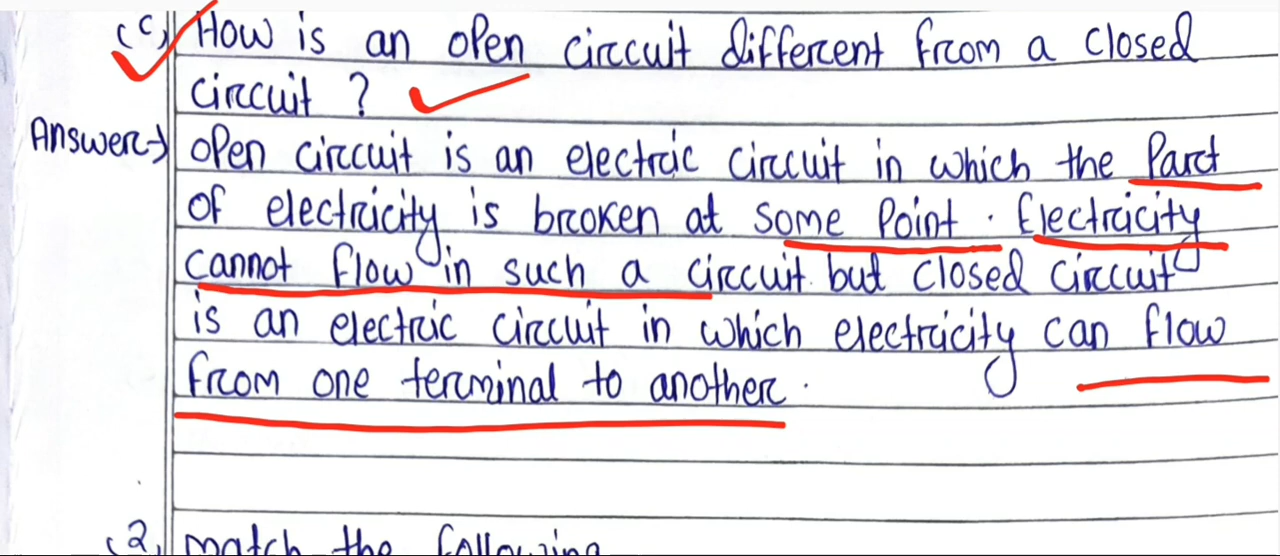 (C) How is an open circuit different from a closed
circuit ?
Answer→ open circuit is an electric circuit in which the Part
of electricity is broken at some Point . Electricity
cannot flow in such a circuit but closed circuit
is an electric circuit in which electricity can flow
from one terminal to another .
(2) match the following